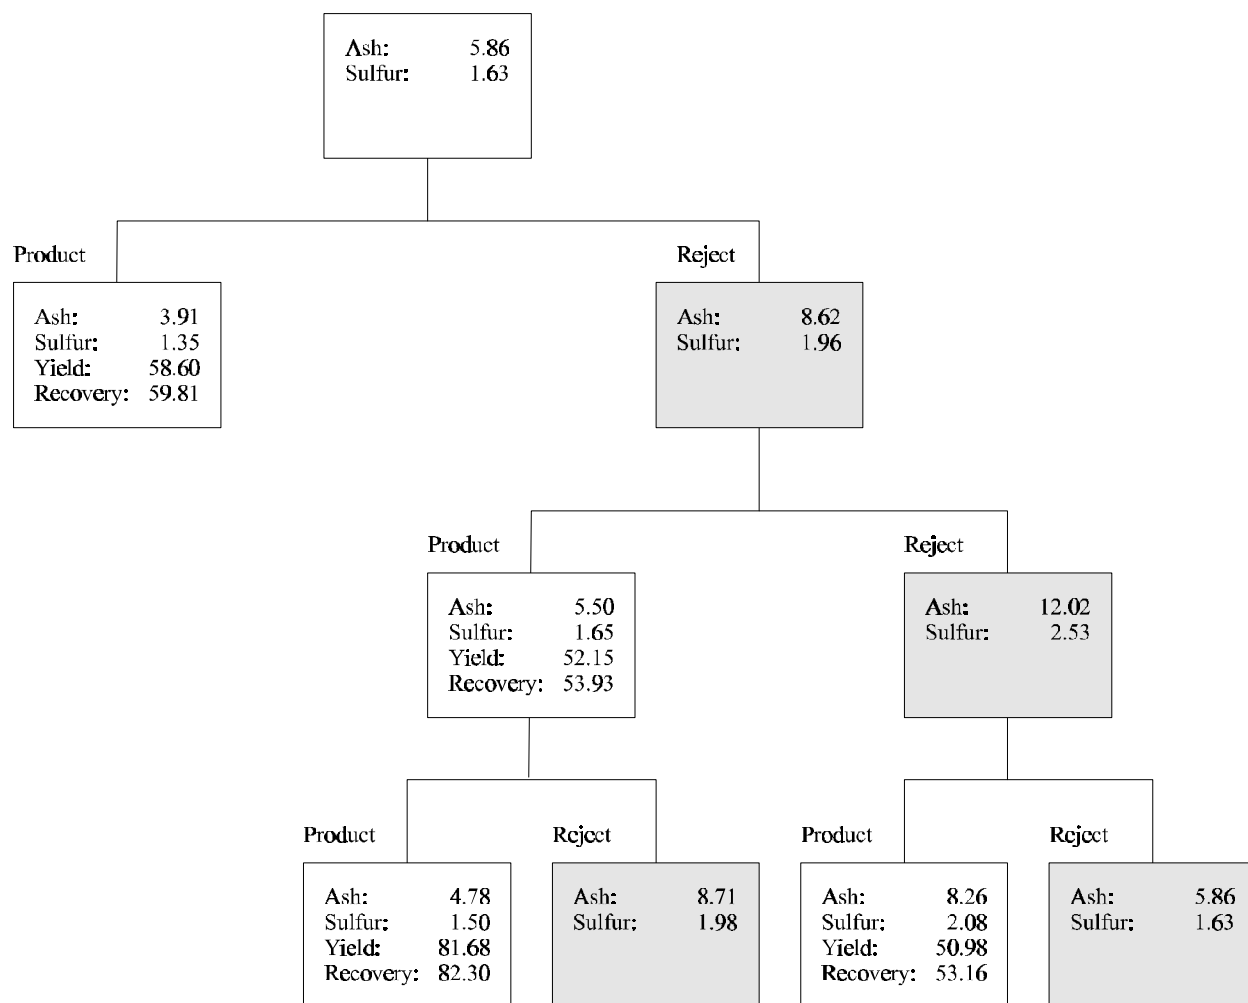 Ash: 5.86
Sulfur: 1.63
Product
Reject
Ash: 3.91
Sulfur: 1.35
Yield: 58.60
Recovery: 59.81
Ash: 8.62
Sulfur: 1.96
Product
Reject
Ash: 5.50
Sulfur: 1.65
Yield: 52.15
Recovery: 53.93
Ash: 12.02
Sulfur: 2.53
Product
Reject
Product
Reject
Ash: 4.78
Sulfur: 1.50
Yield: 81.68
Recovery: 82.30
Ash: 8.71
Sulfur: 1.98
Ash: 8.26
Sulfur: 2.08
Yield: 50.98
Recovery: 53.16
Ash: 5.86
Sulfur: 1.63